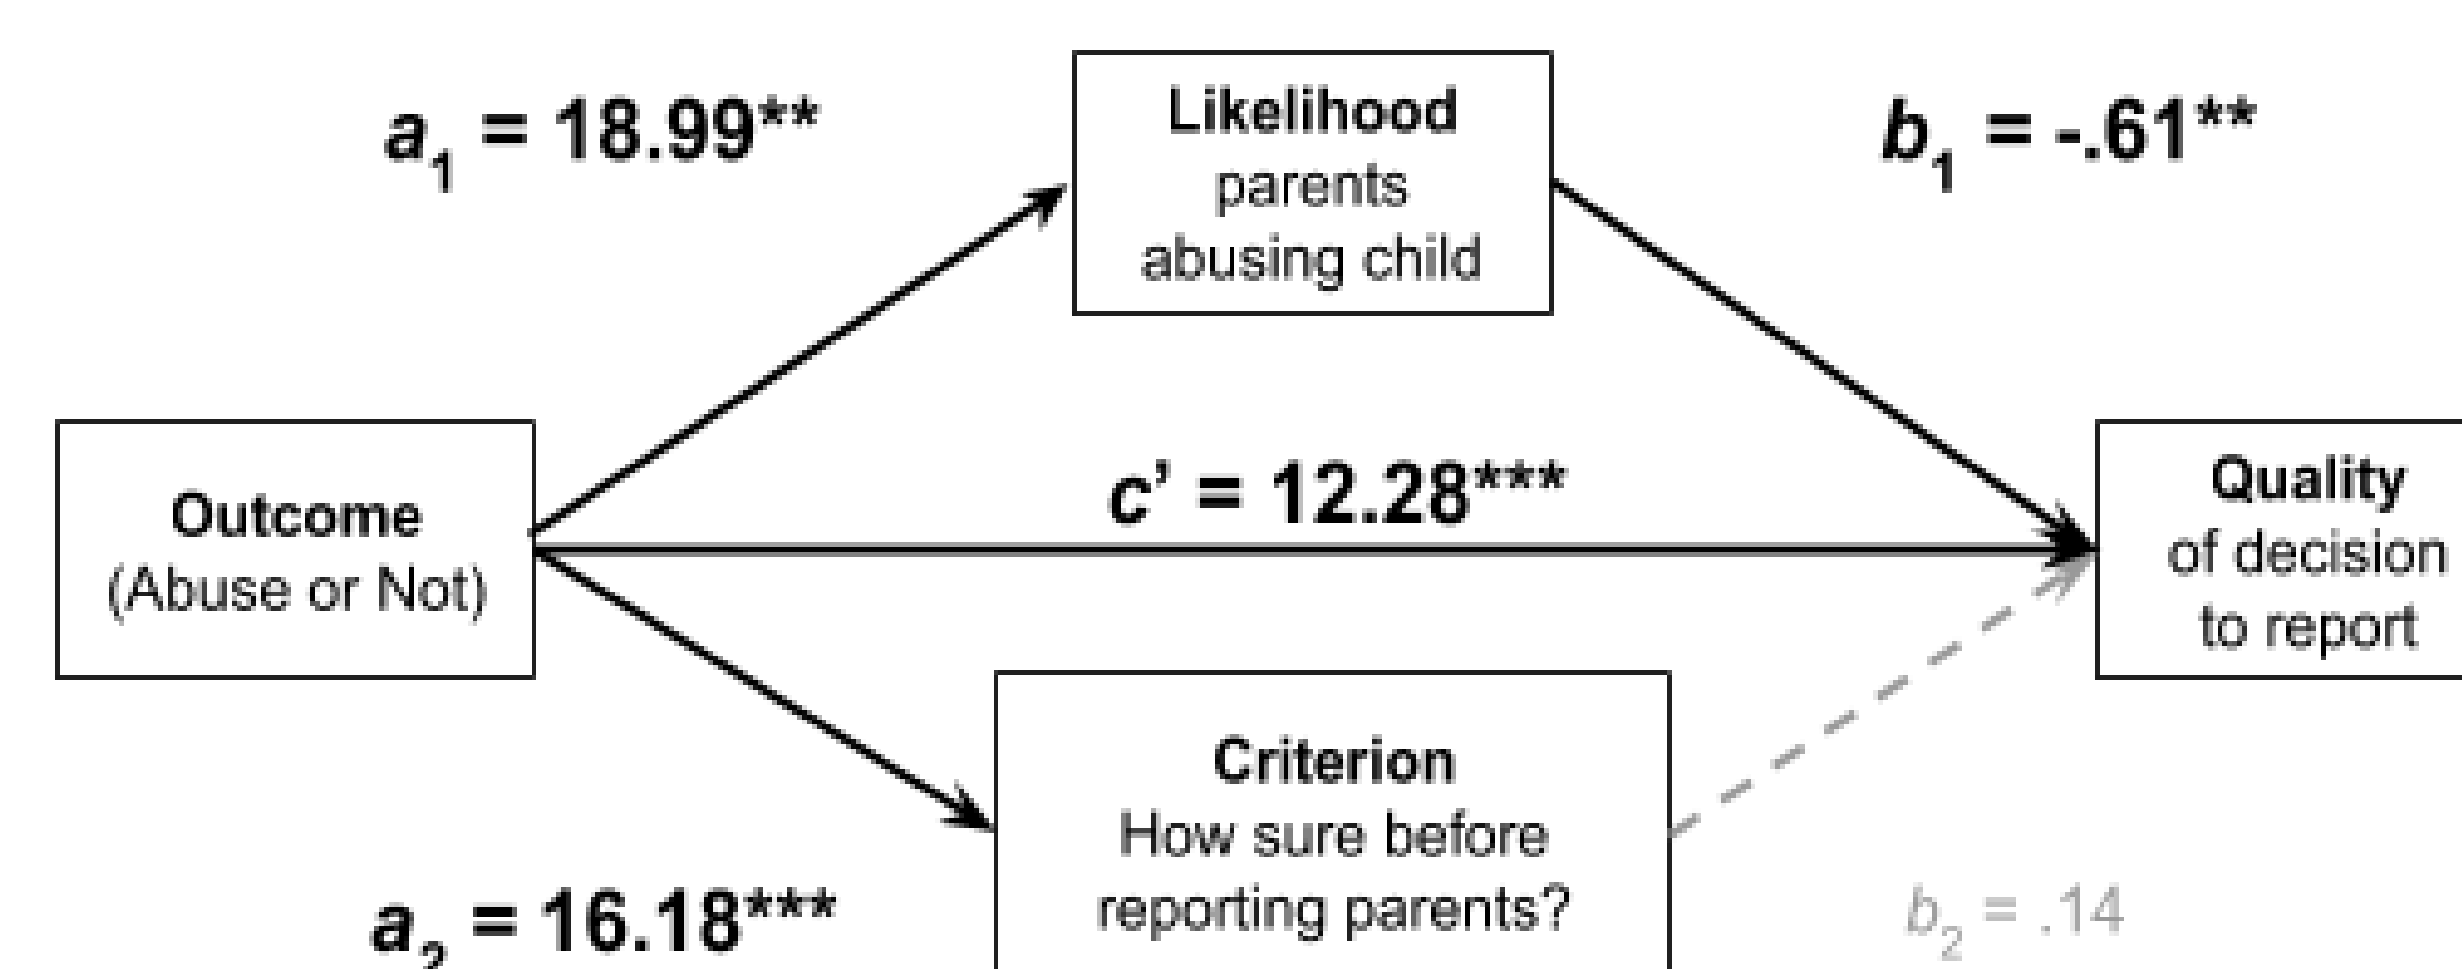 a1 = 18.99**
Likelihood
parents
abusing child
b1 = -.61**
Outcome
(Abuse or Not)
c’ = 12.28***
Quality
of decision
to report
Criterion
How sure before
reporting parents?
a2 = 16.18***
b2 = .14